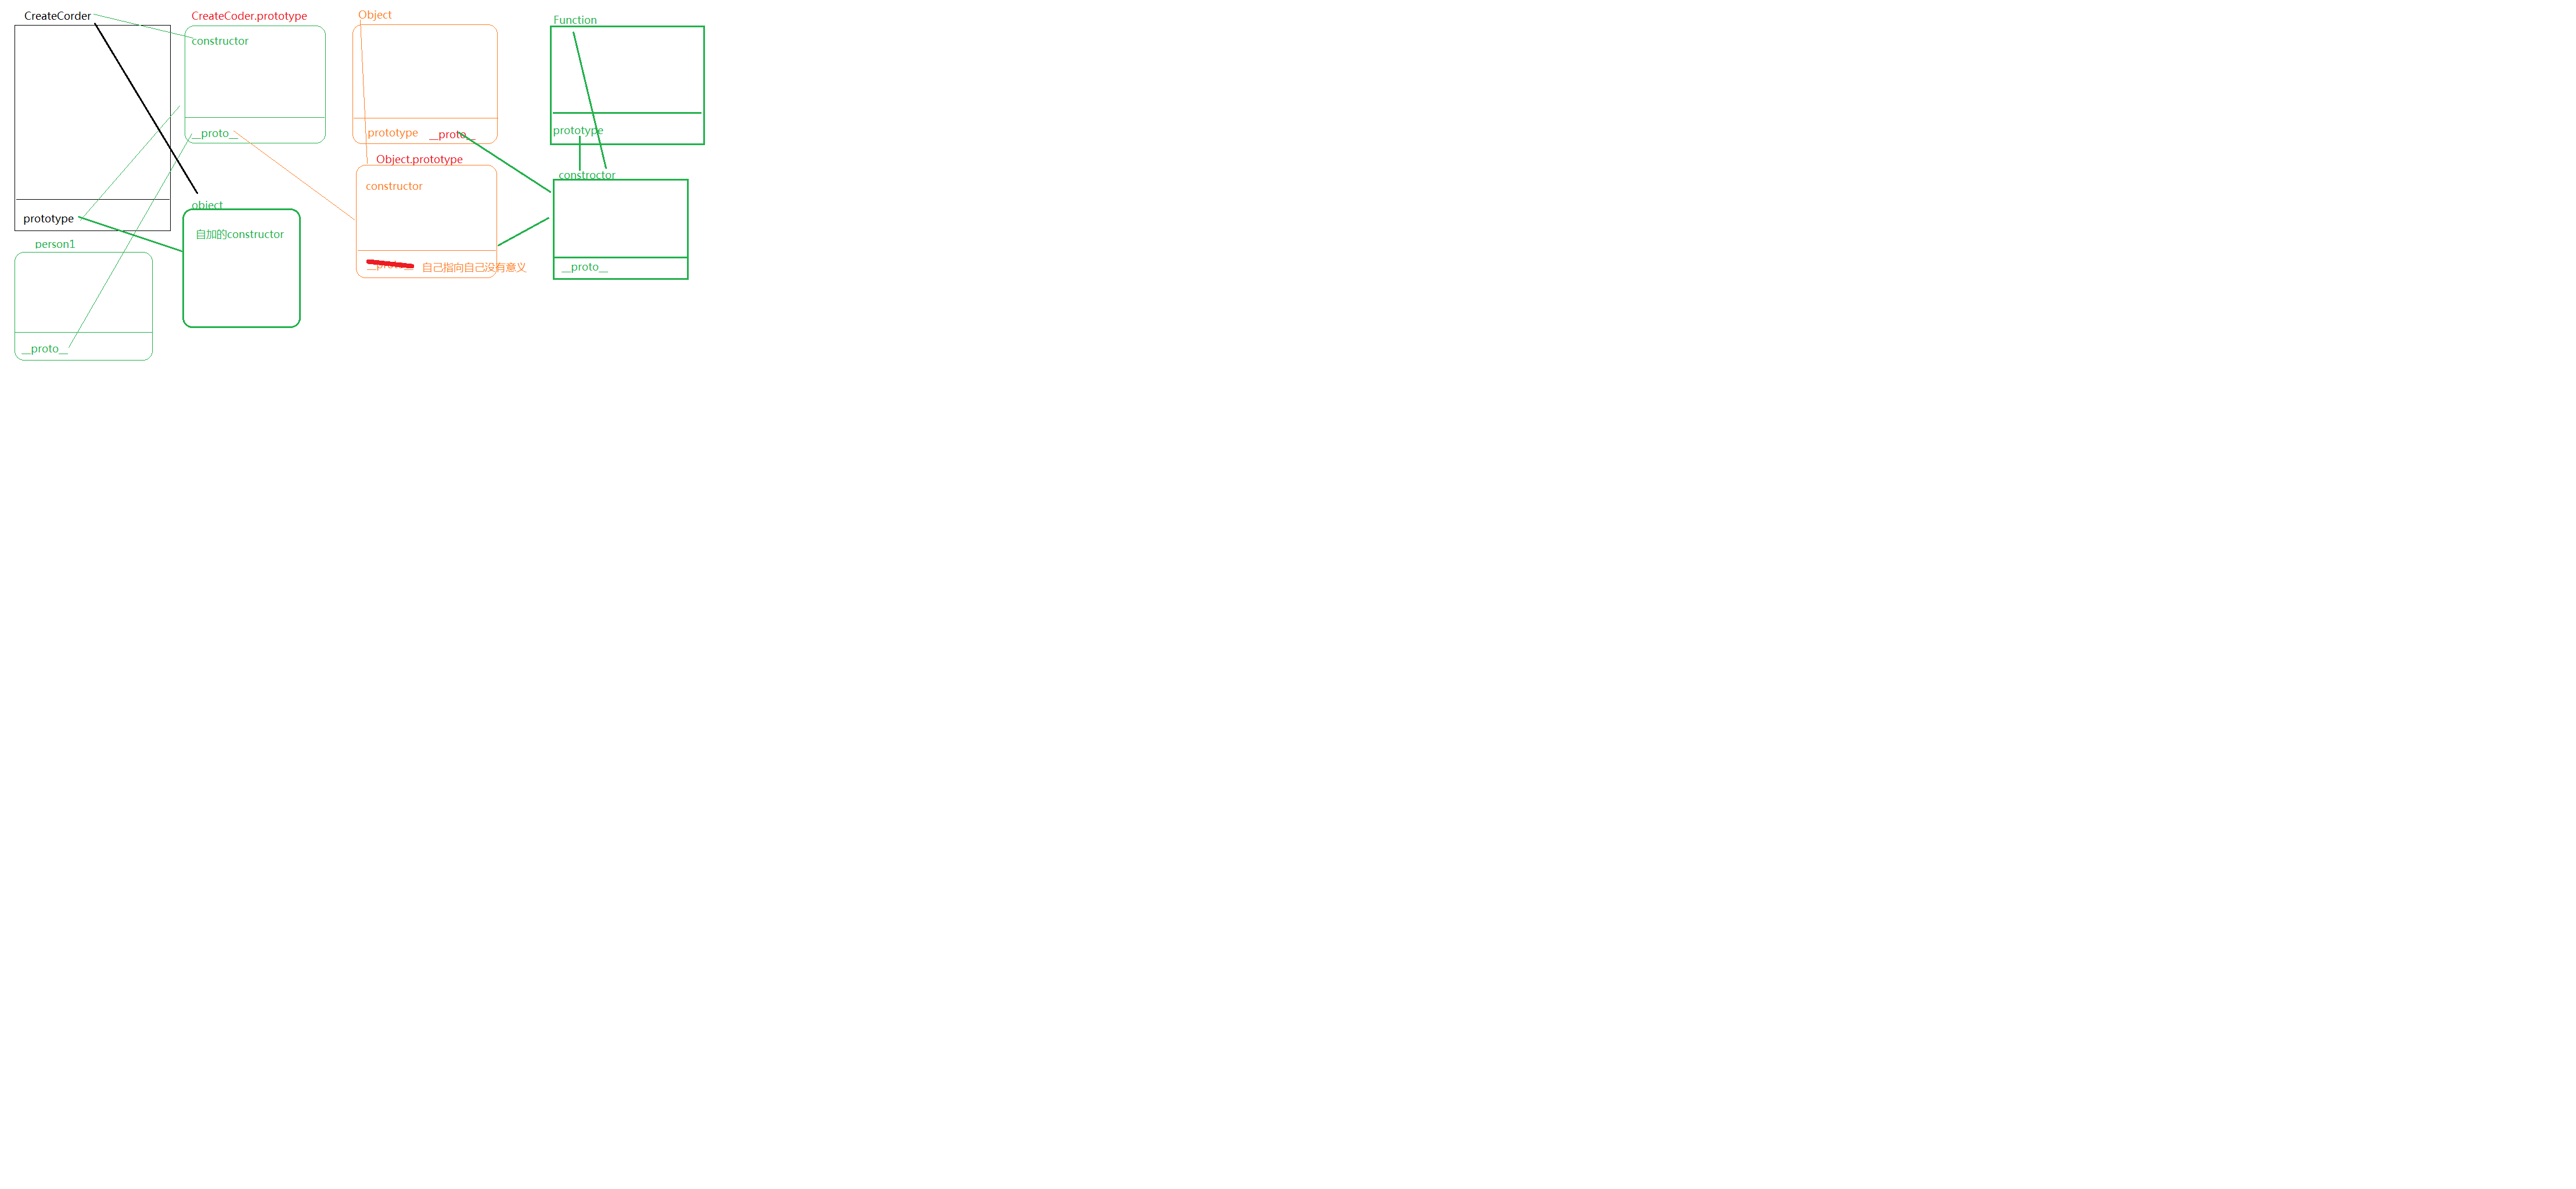 CreateCorder
prototype
person1
__proto__
CreateCoder.prototype
constructor
__proto__
object
自加的constructor
Object
prototype __proto__
Object.prototype
constructor
__proto__ 自己指向自己没有意义
Function
prototype
constroctor
__proto__